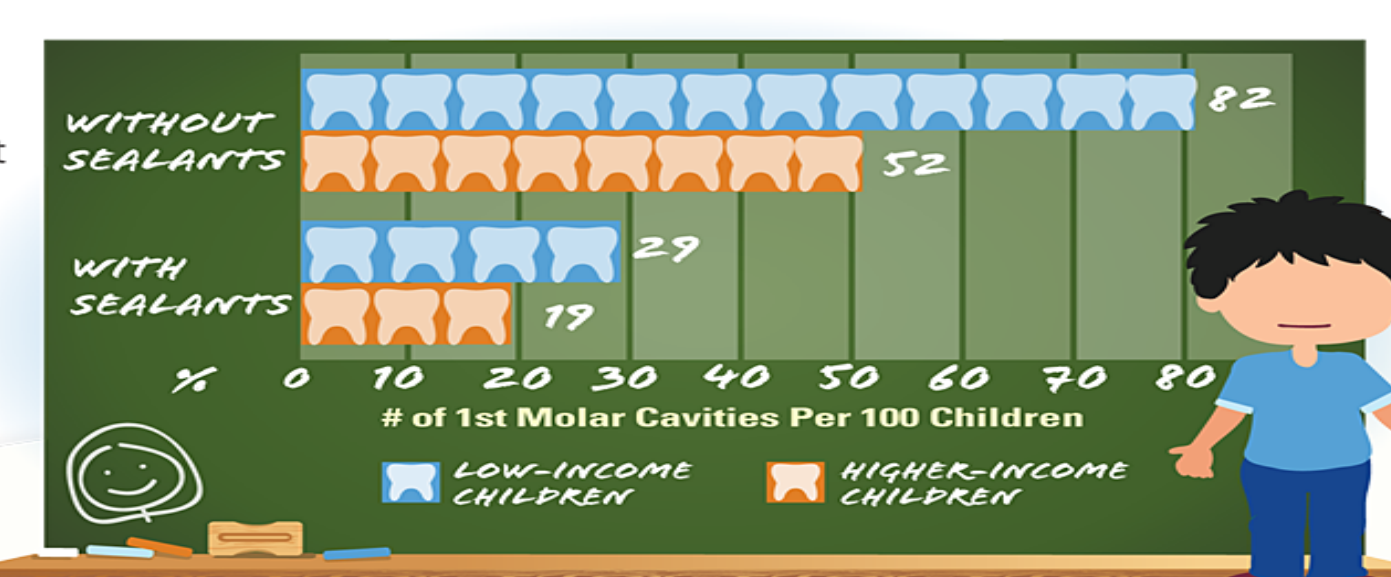 t
WITHOUT
SEALANTS
82
52
WITH
SEALANTS
29
19
% 0 10 20 30 40 50 60 70 80
# of 1st Molar Cavities Per 100 Children
LOW-INCOME
CHILDREN
HIGHER-INCOME
CHILDREN